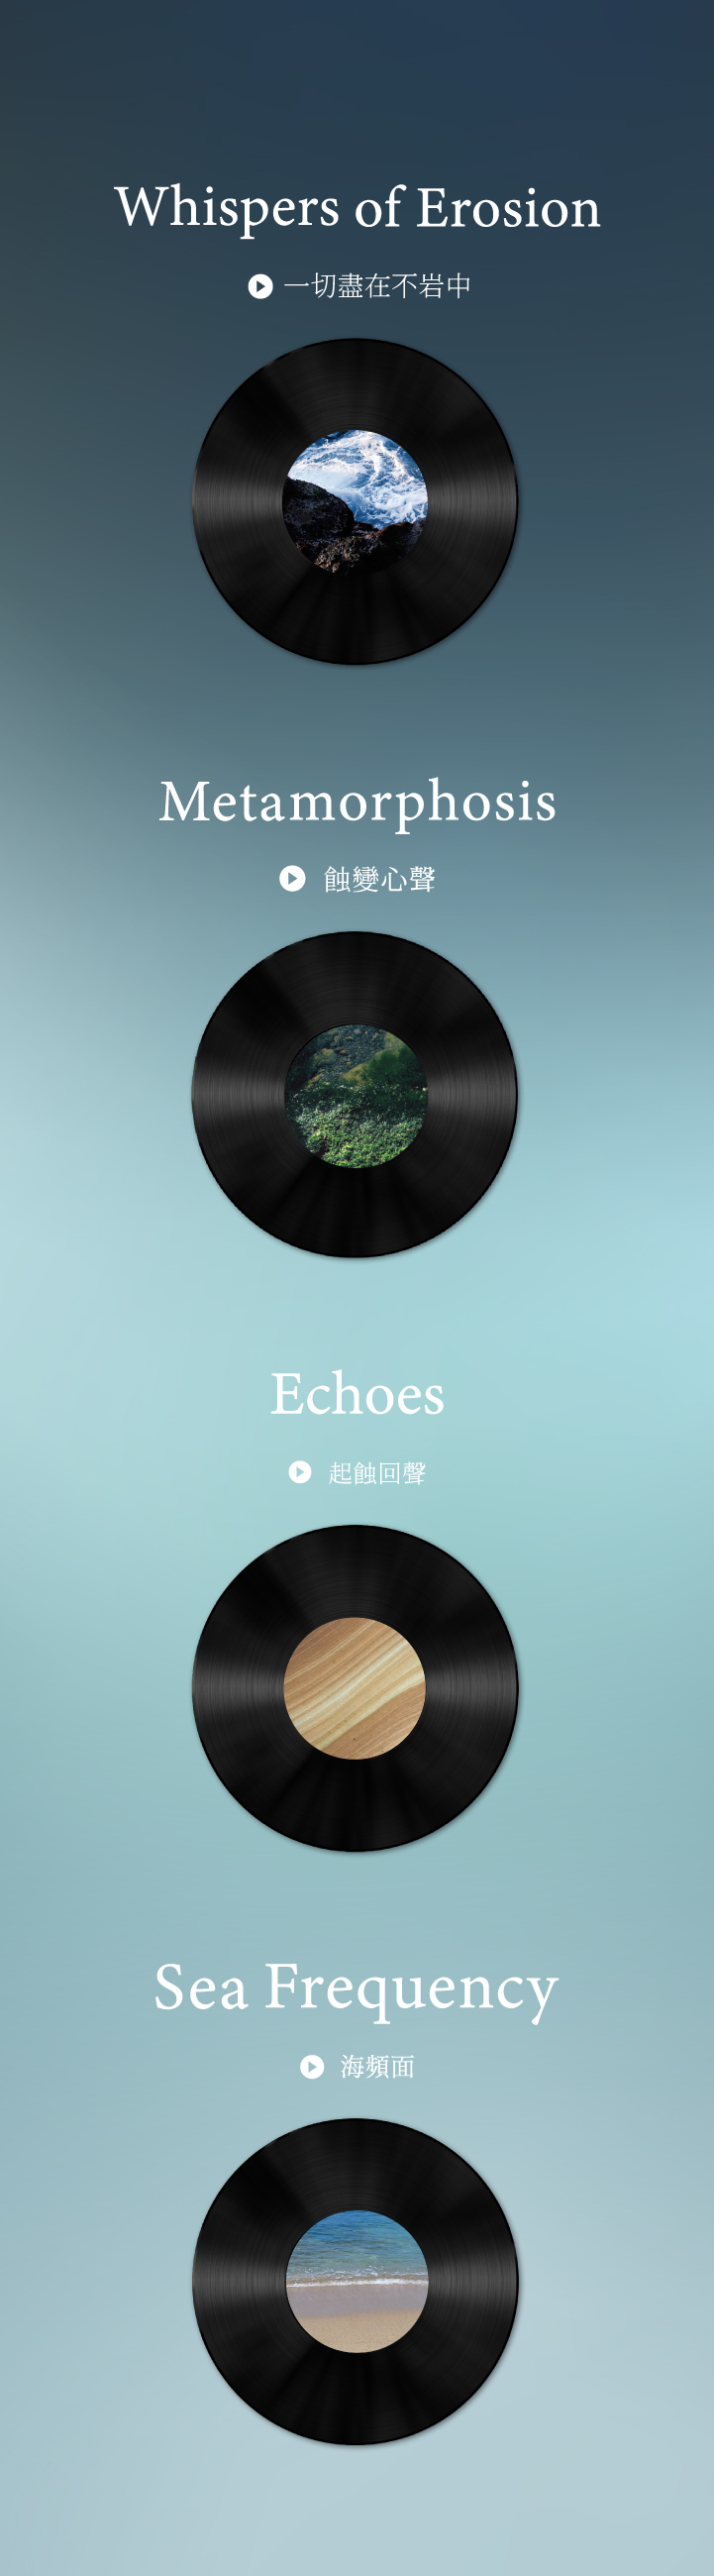 Whispers of Erosion
一切盡在不岩中
Metamorphosis
蝕變心聲
Echoes
起蝕回聲
Sea Frequency
海頻面